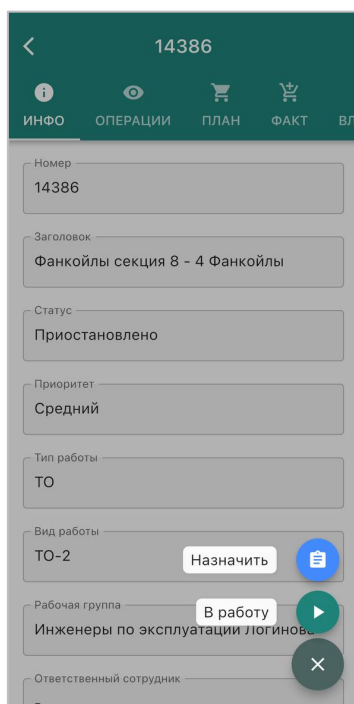 14386
ИНФО ОПЕРАЦИИ ПЛАН ФАКТ ВЛ
Номер
14386
Заголовок
Фанкойлы секция 8 - 4 Фанкойлы
Статус
Приостановлено
Приоритет
Средний
Тип работы
ТО
Вид работы
ТО-2
Назначить
Рабочая группа
В работу
Инженеры по эксплуатации Логинова
Ответственный сотрудник